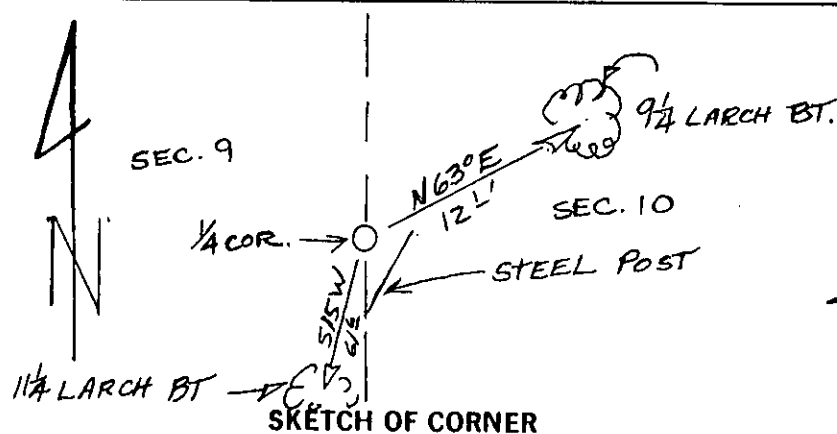 9¼ LARCH BT.
SEC. 9
N 63° E
12 L'
SEC. 10
¼ COR.
STEEL POST
S15W
N
11¼ LARCH BT
SKETCH OF CORNER